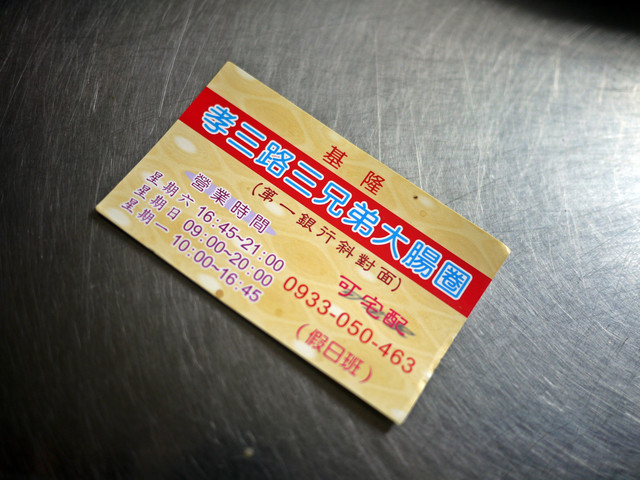 基隆
孝三路三兄弟大腸圈
(第一銀行斜對面)
營業時間
星期六 16:45~21:00
星期日 09:00~20:00
星期一 10:00~16:45
可宅配
0933-050-463
(假日班)